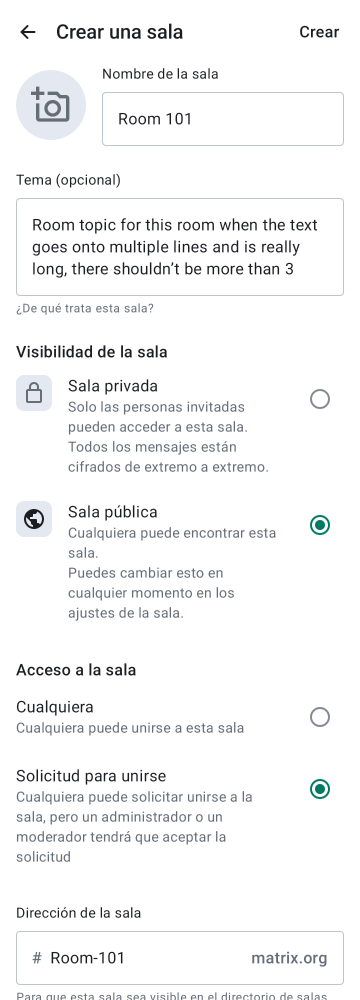 Crear una sala
Crear
Nombre de la sala
Room 101
Tema (opcional)
Room topic for this room when the text
goes onto multiple lines and is really
long, there shouldn’t be more than 3
¿De qué trata esta sala?
Visibilidad de la sala
Sala privada
Solo las personas invitadas
pueden acceder a esta sala.
Todos los mensajes están
cifrados de extremo a extremo.
Sala pública
Cualquiera puede encontrar esta
sala.
Puedes cambiar esto en
cualquier momento en los
ajustes de la sala.
Acceso a la sala
Cualquiera
Cualquiera puede unirse a esta sala
Solicitud para unirse
Cualquiera puede solicitar unirse a la
sala, pero un administrador o un
moderador tendrá que aceptar la
solicitud
Dirección de la sala
# Room-101 matrix.org
Para que esta sala sea visible en el directorio de salas